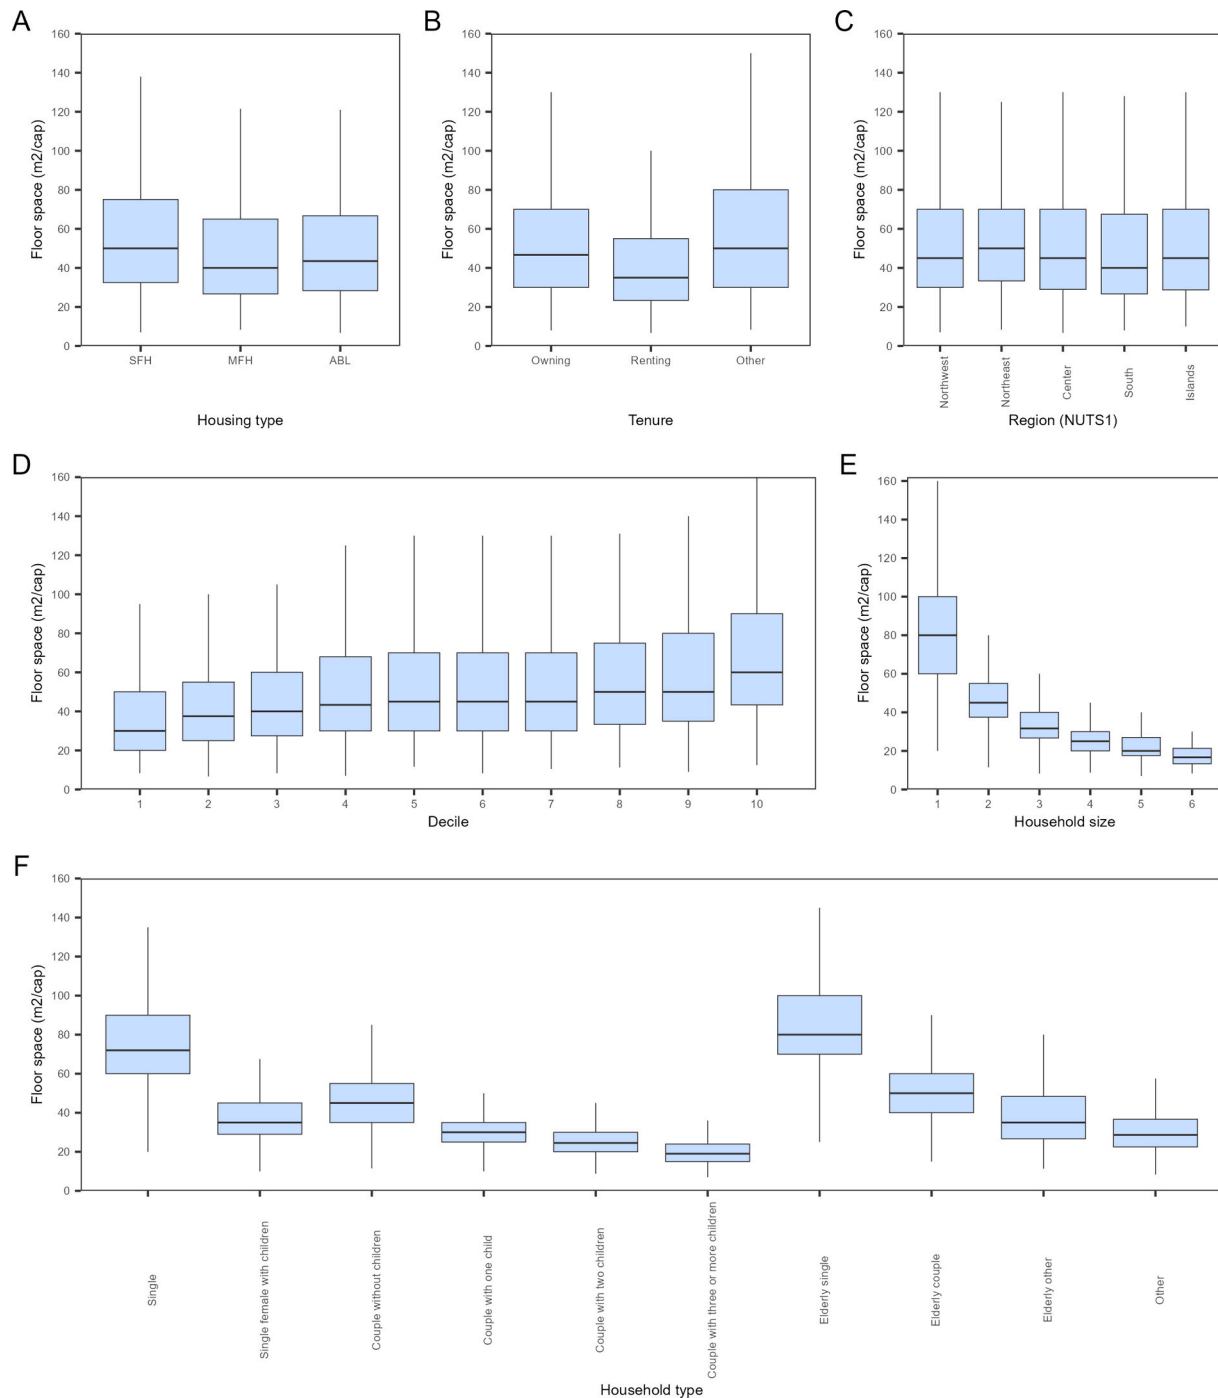 A
B
C
160
140
120
100
80
60
40
20
0
Floor space (m2/cap)
SFH
MFH
ABL
Housing type
160
140
120
100
80
60
40
20
0
Floor space (m2/cap)
Owning
Renting
Other
Tenure
160
140
120
100
80
60
40
20
0
Floor space (m2/cap)
Northwest
Northeast
Center
South
Islands
Region (NUTS1)
D
E
160
140
120
100
80
60
40
20
0
Floor space (m2/cap)
1
2
3
4
5
6
7
8
9
10
Decile
160
140
120
100
80
60
40
20
0
Floor space (m2/cap)
1
2
3
4
5
6
Household size
F
160
140
120
100
80
60
40
20
0
Floor space (m2/cap)
Single
Single female with children
Couple without children
Couple with one child
Couple with two children
Couple with three or more children
Elderly single
Elderly couple
Elderly other
Other
Household type